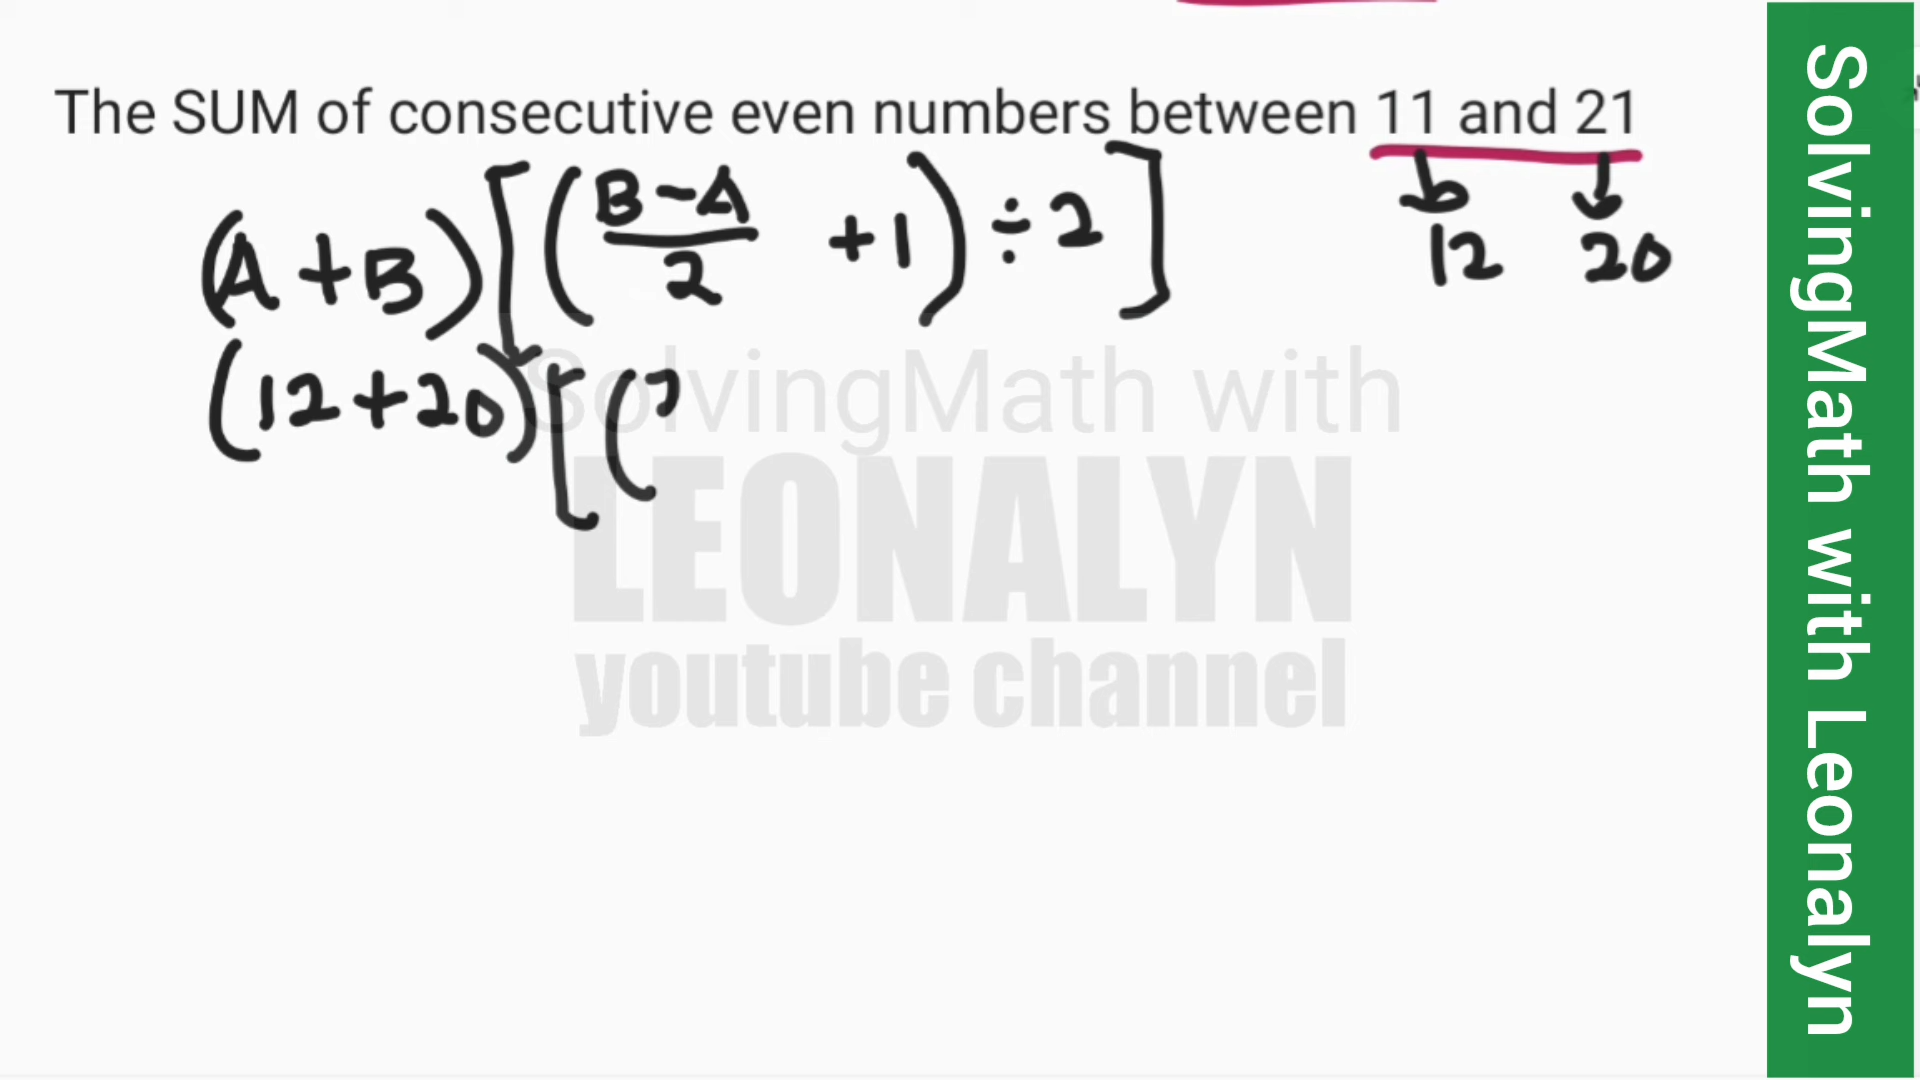 The SUM of consecutive even numbers between 11 and 21
(A + B) [ ( B - A / 2 + 1 ) ÷ 2 ]
12 20
(12 + 20) [ (
SolvingMath with
LEONALYN
youtube channel
SolvingMath with Leonalyn